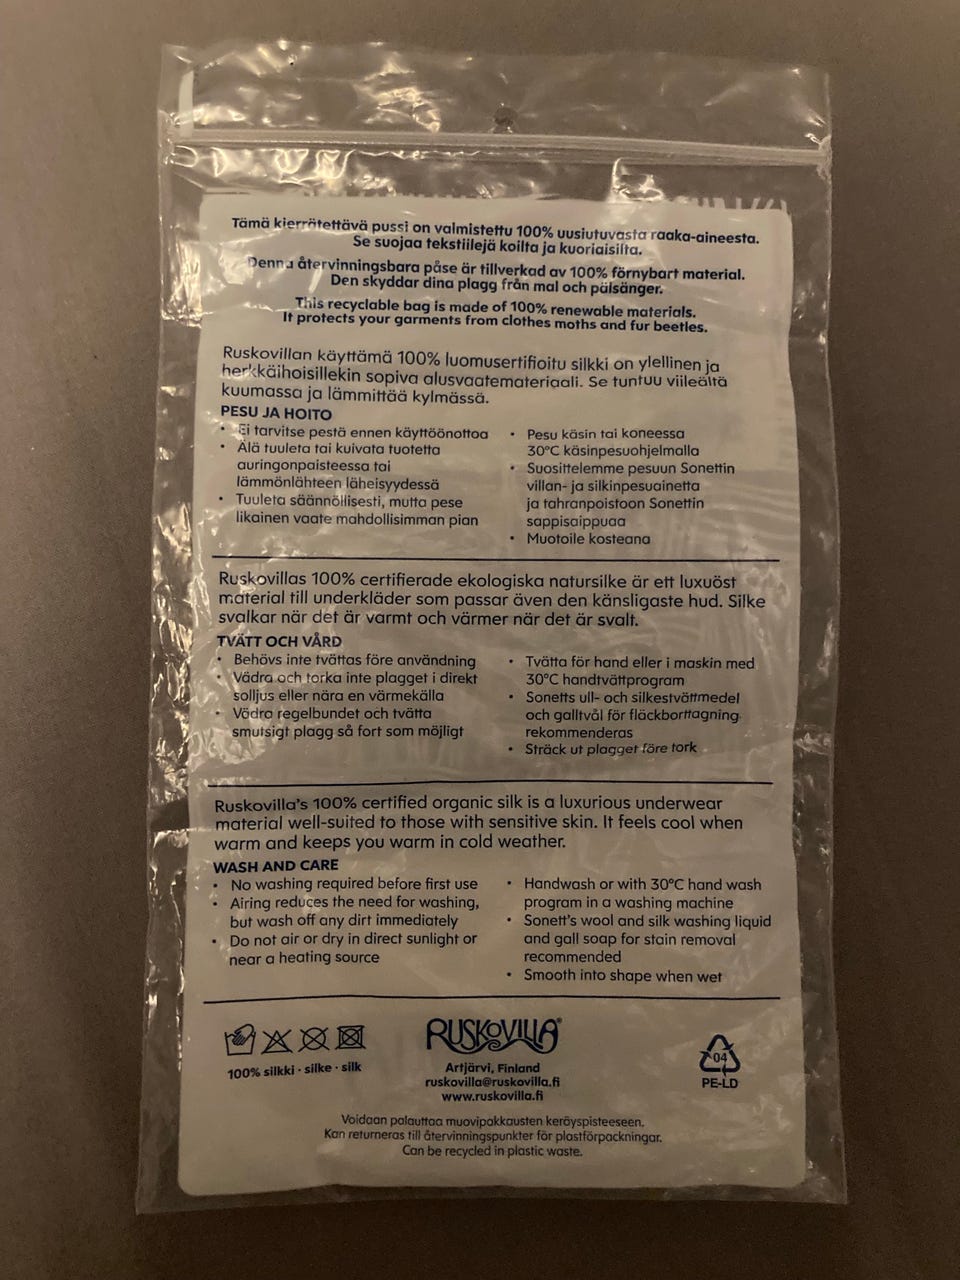 Tämä kierrätettävä pussi on valmistettu 100% uusiutuvasta raaka-aineesta.
Se suojaa tekstiilejä koilta ja kuoriaisilta.
Denna återvinningsbara påse är tillverkad av 100% förnybart material.
Den skyddar dina plagg från mal och pälsänger.
This recyclable bag is made of 100% renewable materials.
It protects your garments from clothes moths and fur beetles.
Ruskovillan käyttämä 100% luomusertifioitu silkki on ylellinen ja
herkkäihoisillekin sopiva alusvaatemateriaali. Se tuntuu viileältä
kuumassa ja lämmittää kylmässä.
PESU JA HOITO
• Ei tarvitse pestä ennen käyttöönottoa
• Älä tuuleta tai kuivata tuotetta
auringonpaisteessa tai
lämmönlähteen läheisyydessä
• Tuuleta säännöllisesti, mutta pese
likainen vaate mahdollisimman pian
• Pesu käsin tai koneessa
30°C käsinpesuohjelmalla
• Suosittelemme pesuun Sonettin
villan- ja silkinpesuainetta
ja tahranpoistoon Sonettin
sappisaippuaa
• Muotoile kosteana
Ruskovillas 100% certifierade ekologiska natursilke är ett luxuöst
material till underkläder som passar även den känsligaste hud. Silke
svalkar när det är varmt och värmer när det är svalt.
TVÄTT OCH VÅRD
• Behövs inte tvättas före användning
• Vädra och torka inte plagget i direkt
solljus eller nära en värmekälla
• Vädra regelbundet och tvätta
smutsigt plagg så fort som möjligt
• Tvätta för hand eller i maskin med
30°C handtvättprogram
• Sonetts ull- och silkestvättmedel
och galltvål för fläckborttagning
rekommenderas
• Sträck ut plagget före tork
Ruskovilla's 100% certified organic silk is a luxurious underwear
material well-suited to those with sensitive skin. It feels cool when
warm and keeps you warm in cold weather.
WASH AND CARE
• No washing required before first use
• Airing reduces the need for washing,
but wash off any dirt immediately
• Do not air or dry in direct sunlight or
near a heating source
• Handwash or with 30°C hand wash
program in a washing machine
• Sonett's wool and silk washing liquid
and gall soap for stain removal
recommended
• Smooth into shape when wet
100% silkki · silke · silk
RUSKOVILLA®
Artjärvi, Finland
ruskovilla@ruskovilla.fi
www.ruskovilla.fi
04
PE-LD
Voidaan palauttaa muovipakkausten keräyspisteeseen.
Kan returneras till återvinningspunkter för plastförpackningar.
Can be recycled in plastic waste.